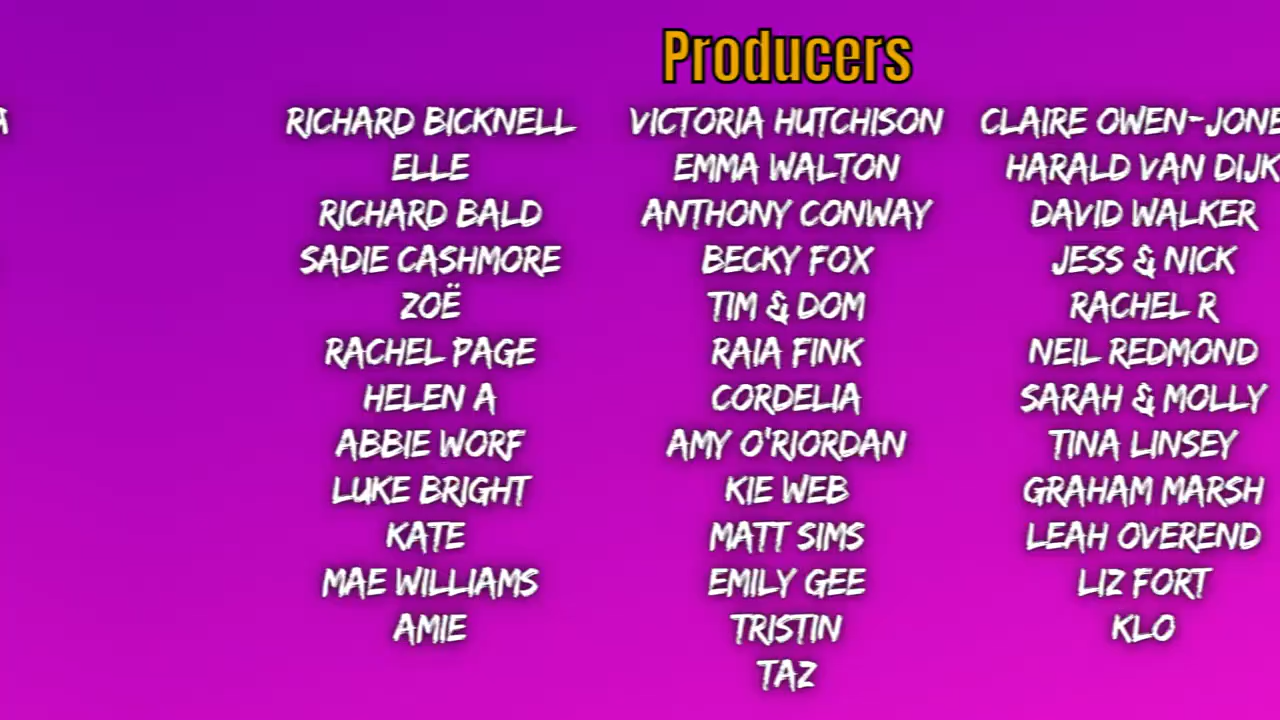 Producers
RICHARD BICKNELL
ELLE
RICHARD BALD
SADIE CASHMORE
ZOË
RACHEL PAGE
HELEN A
ABBIE WORF
LUKE BRIGHT
KATE
MAE WILLIAMS
AMIE
VICTORIA HUTCHISON
EMMA WALTON
ANTHONY CONWAY
BECKY FOX
TIM & DOM
RAIA FINK
CORDELIA
AMY O'RIORDAN
KIE WEB
MATT SIMS
EMILY GEE
TRISTIN
TAZ
CLAIRE OWEN-JONE
HARALD VAN DIJK
DAVID WALKER
JESS & NICK
RACHEL R
NEIL REDMOND
SARAH & MOLLY
TINA LINSEY
GRAHAM MARSH
LEAH OVEREND
LIZ FORT
KLO